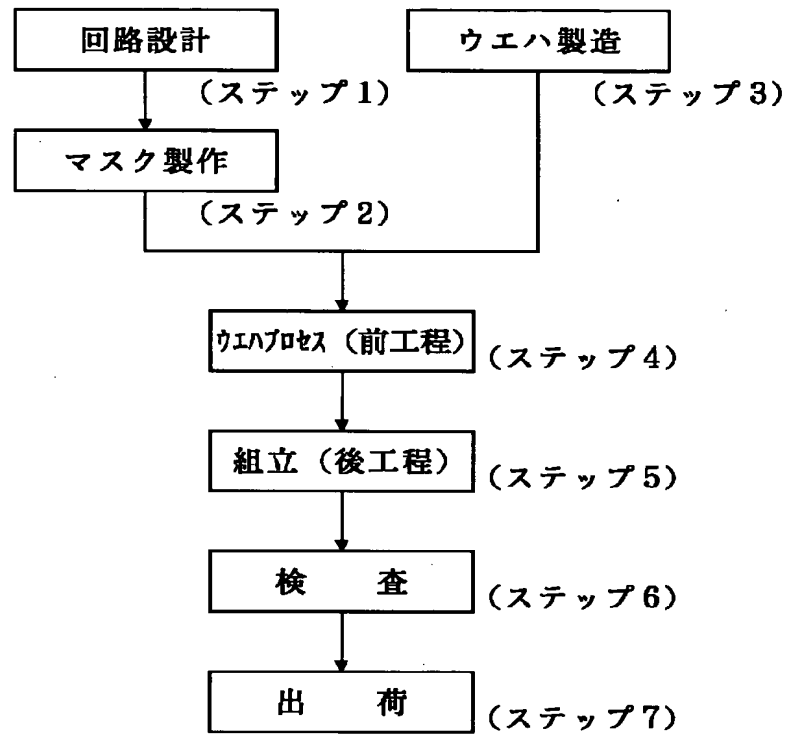 回路設計
(ステップ1)
ウエハ製造
(ステップ3)
マスク製作
(ステップ2)
ウエハプロセス(前工程)
(ステップ4)
組立(後工程)
(ステップ5)
検 査
(ステップ6)
出 荷
(ステップ7)